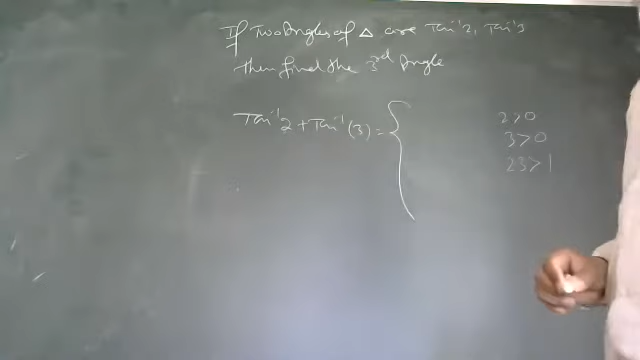 If Two Angles of △ are Tan⁻¹2, Tan⁻¹3
then find the 3rd Angle
Tan⁻¹2 + Tan⁻¹(3) = {
2>0
3>0
2·3>1